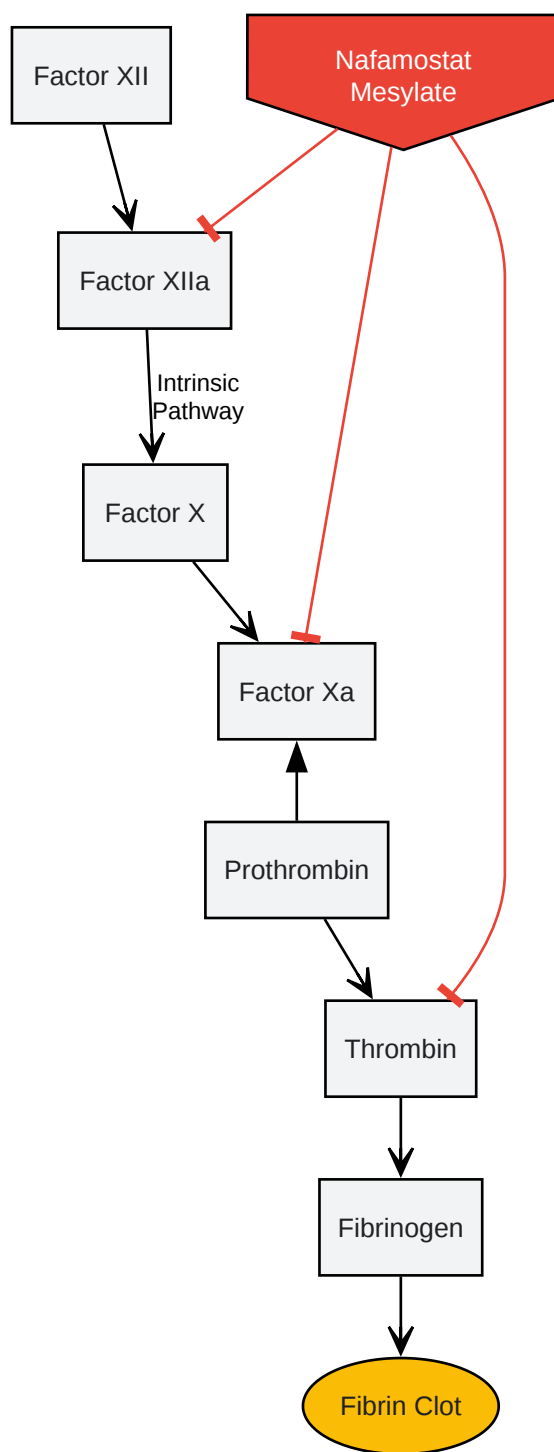 Factor XII
Nafamostat
Mesylate
Factor XIIa
Intrinsic
Pathway
Factor X
Factor Xa
Prothrombin
Thrombin
Fibrinogen
Fibrin Clot